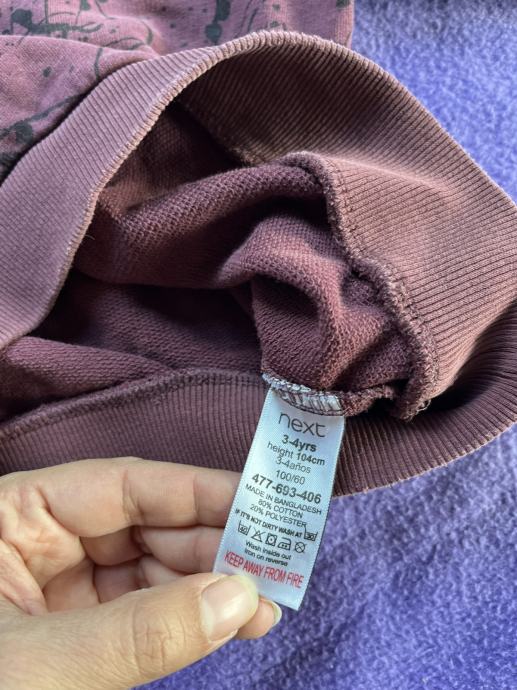 next
3-4yrs
height 104cm
3-4años
100/60
477-693-406
MADE IN BANGLADESH
80% COTTON
20% POLYESTER
IF IT'S NOT DIRTY WASH AT 30
Wash inside out
Iron on reverse
KEEP AWAY FROM FIRE